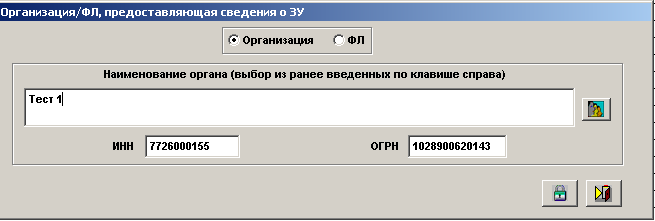 Организация/ФЛ, предоставляющая сведения о ЗУ
Организация ФЛ
Наименование органа (выбор из ранее введенных по клавише справа)
Тест 1
ИНН 7726000155 ОГРН 1028900620143